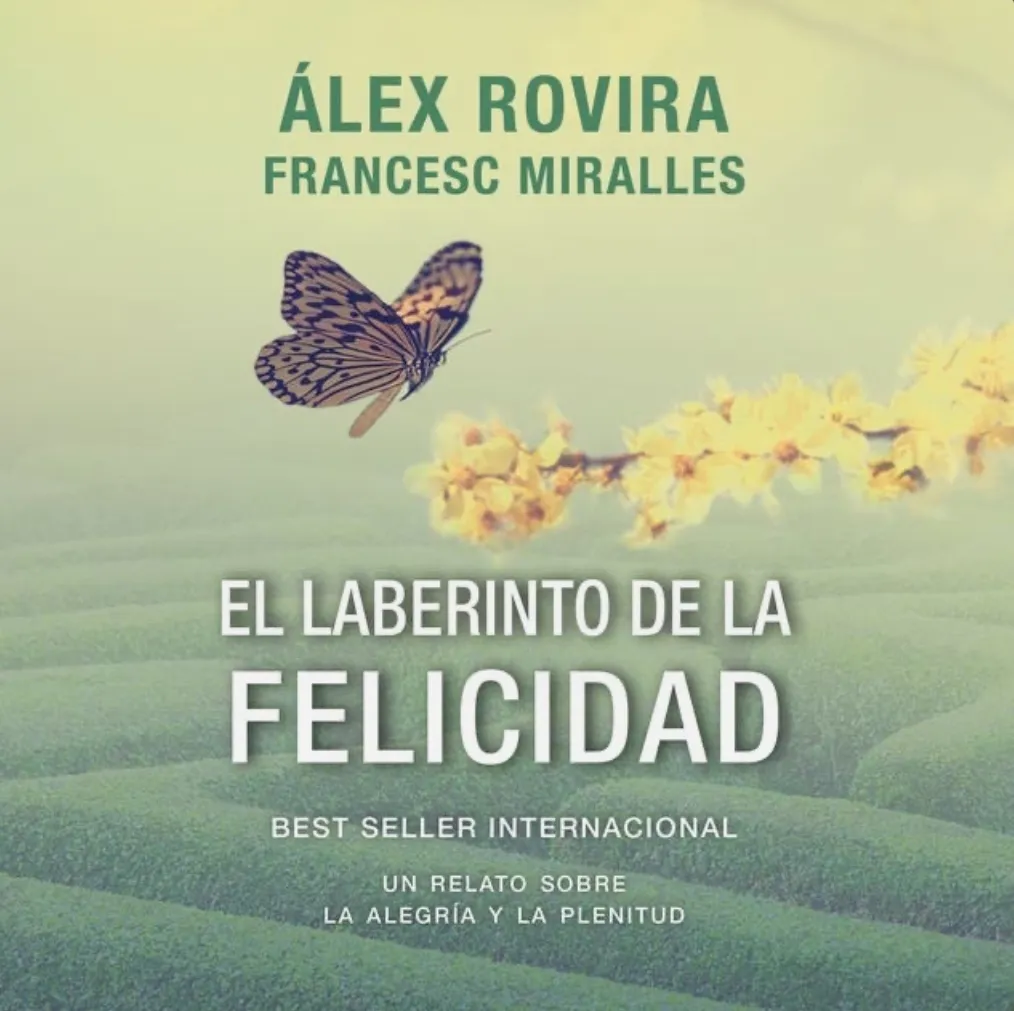 ÁLEX ROVIRA
FRANCESC MIRALLES
EL LABERINTO DE LA
FELICIDAD
BEST SELLER INTERNACIONAL
UN RELATO SOBRE
LA ALEGRÍA Y LA PLENITUD